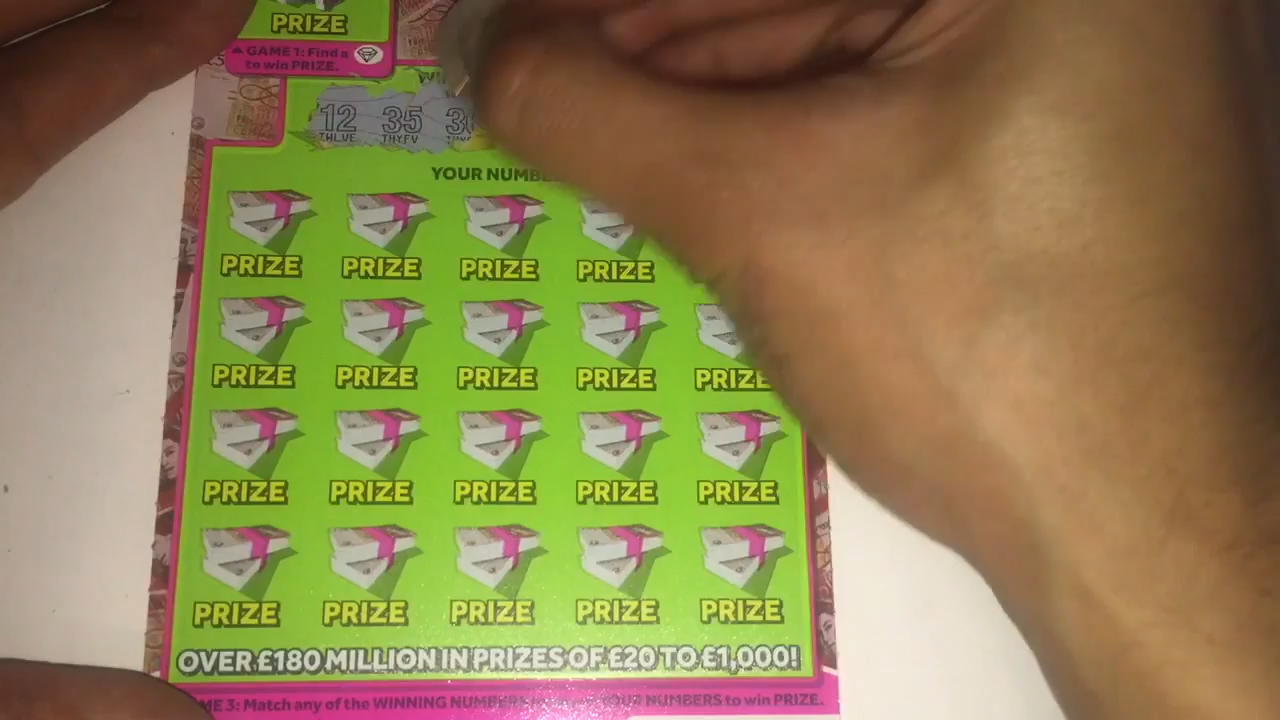 PRIZE
GAME 1: Find a
to win PRIZE.
12 35
TWLVE THYFV
YOUR
PRIZE PRIZE PRIZE PRIZE
PRIZE PRIZE PRIZE PRIZE PRIZE
PRIZE PRIZE PRIZE PRIZE PRIZE
PRIZE PRIZE PRIZE PRIZE PRIZE
OVER £180 MILLION IN PRIZES OF £20 TO £1,000!
3: Match any of the WINNING NUMBERS YOUR NUMBERS to win PRIZE.